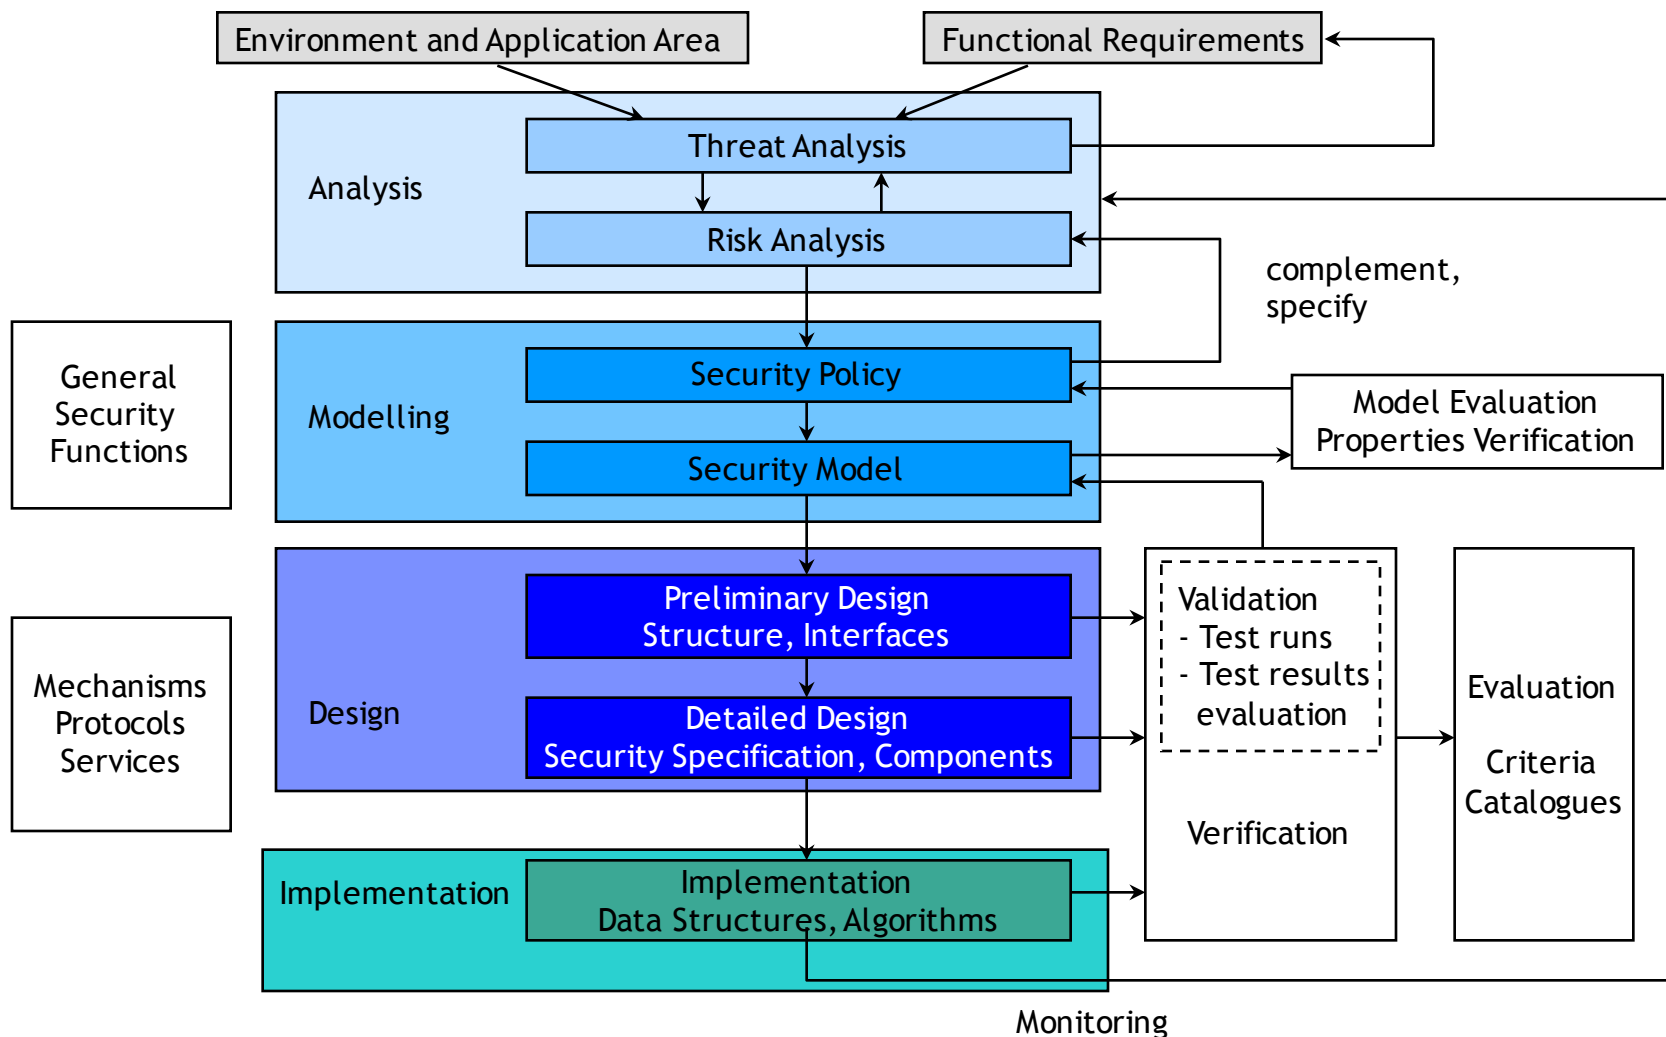 Environment and Application Area
Functional Requirements
Threat Analysis
Analysis
Risk Analysis
complement,
specify
General
Security
Functions
Security Policy
Modelling
Model Evaluation
Properties Verification
Security Model
Preliminary Design
Structure, Interfaces
Validation
- Test runs
- Test results
evaluation
Mechanisms
Protocols
Services
Design
Detailed Design
Security Specification, Components
Evaluation
Criteria
Catalogues
Verification
Implementation
Implementation
Data Structures, Algorithms
Monitoring